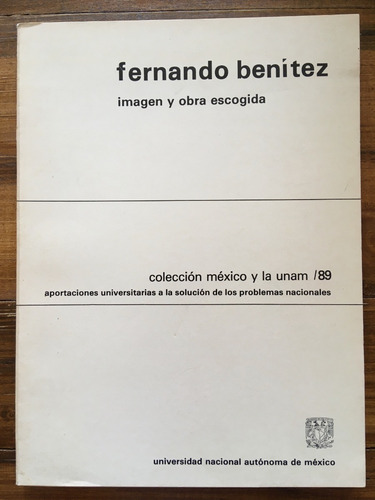 fernando benítez
imagen y obra escogida
colección méxico y la unam /89
aportaciones universitarias a la solución de los problemas nacionales
universidad nacional autónoma de méxico